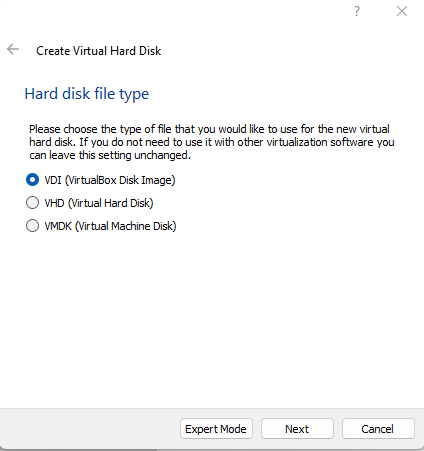 ?
Create Virtual Hard Disk
Hard disk file type
Please choose the type of file that you would like to use for the new virtual
hard disk. If you do not need to use it with other virtualization software you
can leave this setting unchanged.
VDI (VirtualBox Disk Image)
VHD (Virtual Hard Disk)
VMDK (Virtual Machine Disk)
Expert Mode Next Cancel